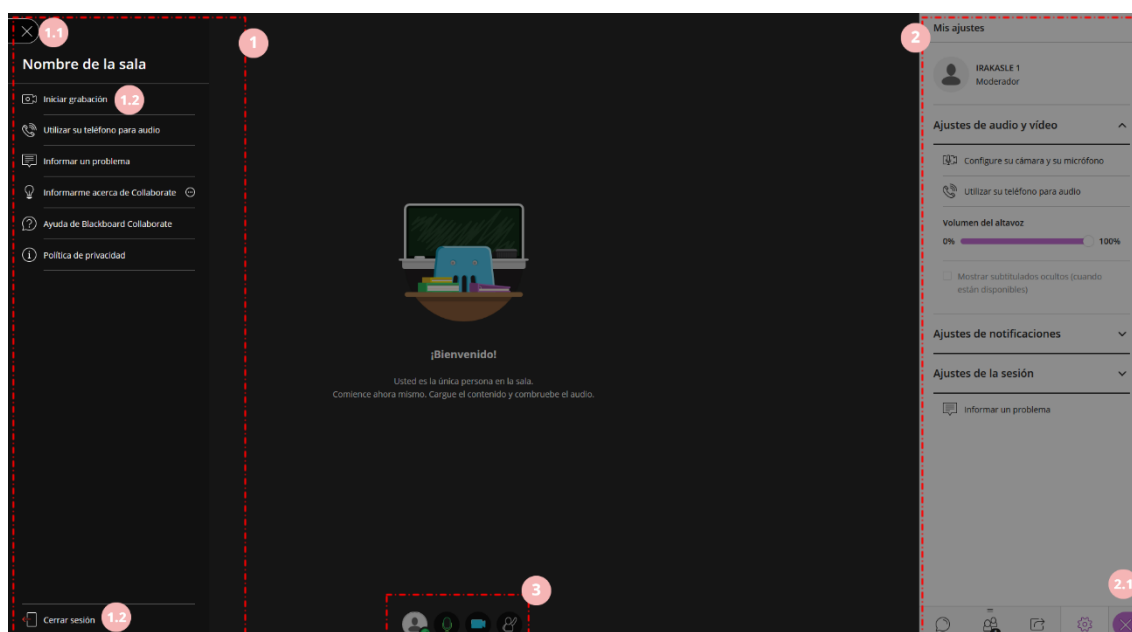 1.1
1
Nombre de la sala
Iniciar grabación
1.2
Utilizar su teléfono para audio
Informar un problema
Informarme acerca de Collaborate
Ayuda de Blackboard Collaborate
Política de privacidad
Cerrar sesión
1.2
¡Bienvenido!
Usted es la única persona en la sala.
Comience ahora mismo. Cargue el contenido y combruebe el audio.
3
2
Mis ajustes
IRAKASLE 1
Moderador
Ajustes de audio y vídeo
Configure su cámara y su micrófono
Utilizar su teléfono para audio
Volumen del altavoz
0% 100%
Mostrar subtitulados ocultos (cuando
están disponibles)
Ajustes de notificaciones
Ajustes de la sesión
Informar un problema
2.1